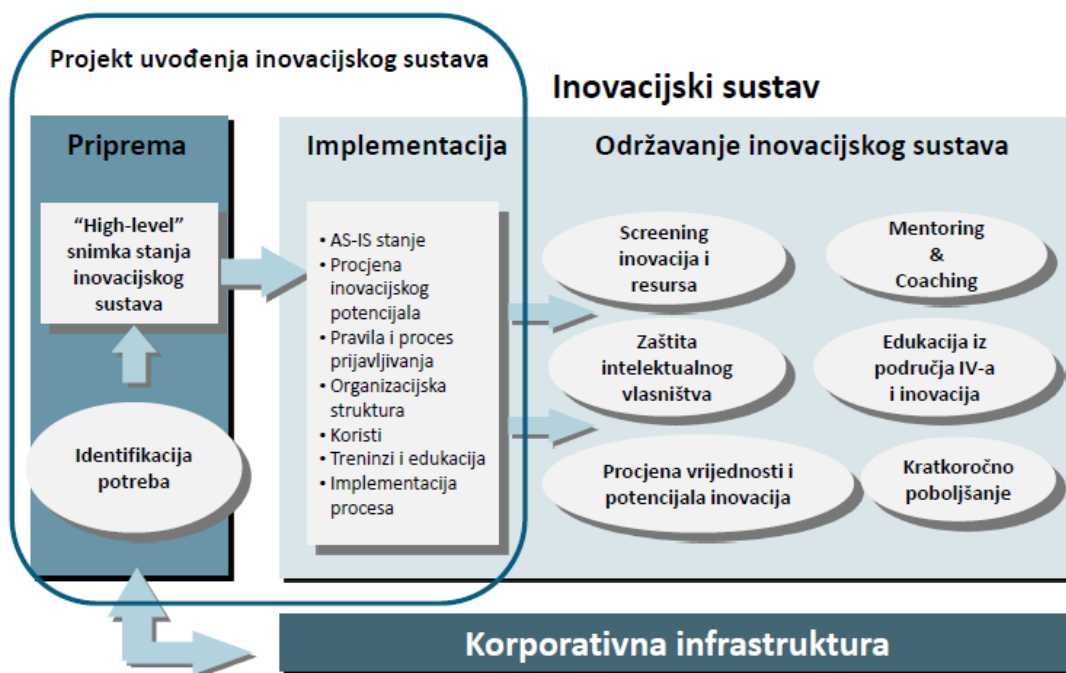 Projekt uvođenja inovacijskog sustava
Inovacijski sustav
Priprema
“High-level”
snimka stanja
inovacijskog
sustava
Identifikacija
potreba
Implementacija
• AS-IS stanje
• Procjena
inovacijskog
potencijala
• Pravila i proces
prijavljivanja
• Organizacijska
struktura
• Koristi
• Treninzi i edukacija
• Implementacija
procesa
Održavanje inovacijskog sustava
Screening
inovacija i
resursa
Mentoring
&
Coaching
Zaštita
intelektualnog
vlasništva
Edukacija iz
područja IV-a
i inovacija
Procjena vrijednosti i
potencijala inovacija
Kratkoročno
poboljšanje
Korporativna infrastruktura